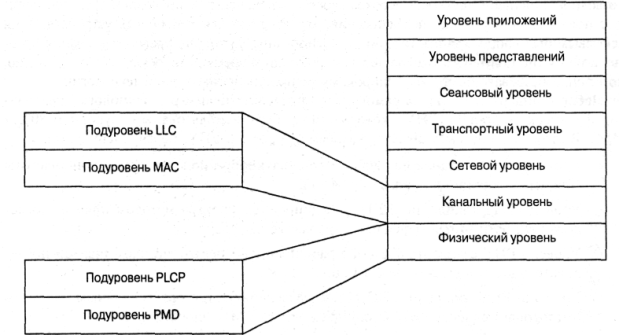 Уровень приложений
Уровень представлений
Сеансовый уровень
Транспортный уровень
Сетевой уровень
Канальный уровень
Физический уровень
Подуровень LLC
Подуровень MAC
Подуровень PLCP
Подуровень PMD